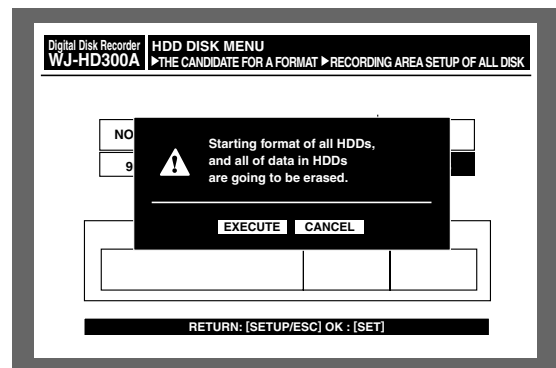 Digital Disk Recorder
WJ-HD300A
HDD DISK MENU
▶THE CANDIDATE FOR A FORMAT ▶RECORDING AREA SETUP OF ALL DISK
NO
9
Starting format of all HDDs,
and all of data in HDDs
are going to be erased.
EXECUTE CANCEL
RETURN: [SETUP/ESC] OK : [SET]